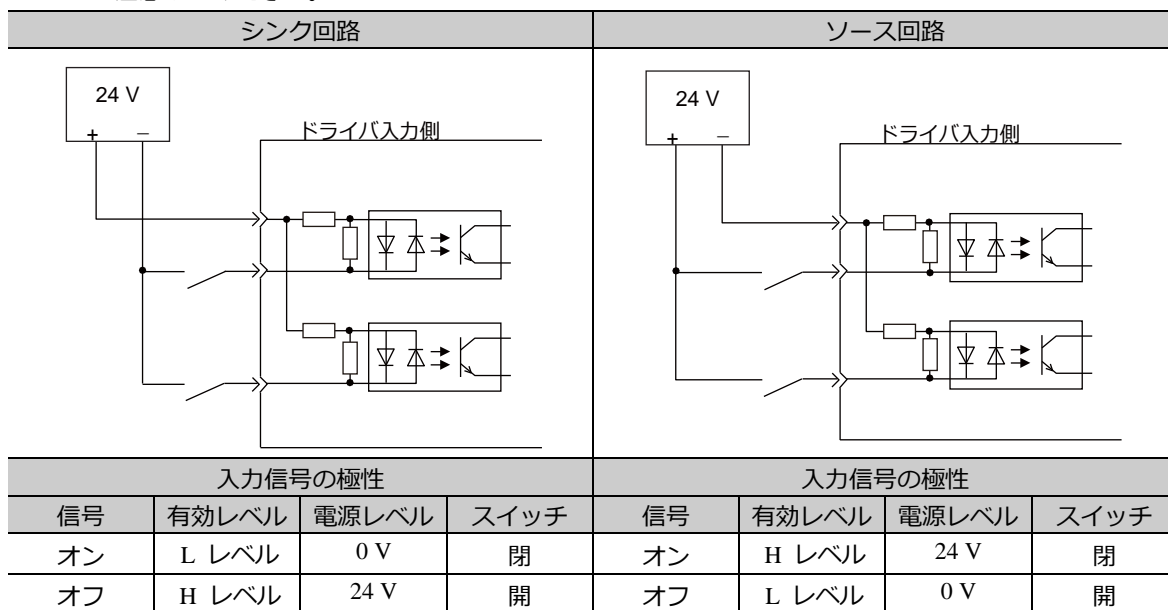 シンク回路 ソース回路
24 V
+ −
ドライバ入力側
24 V
+ −
ドライバ入力側
入力信号の極性 入力信号の極性
信号 有効レベル 電源レベル スイッチ 信号 有効レベル 電源レベル スイッチ
オン L レベル 0 V 閉 オン H レベル 24 V 閉
オフ H レベル 24 V 開 オフ L レベル 0 V 開